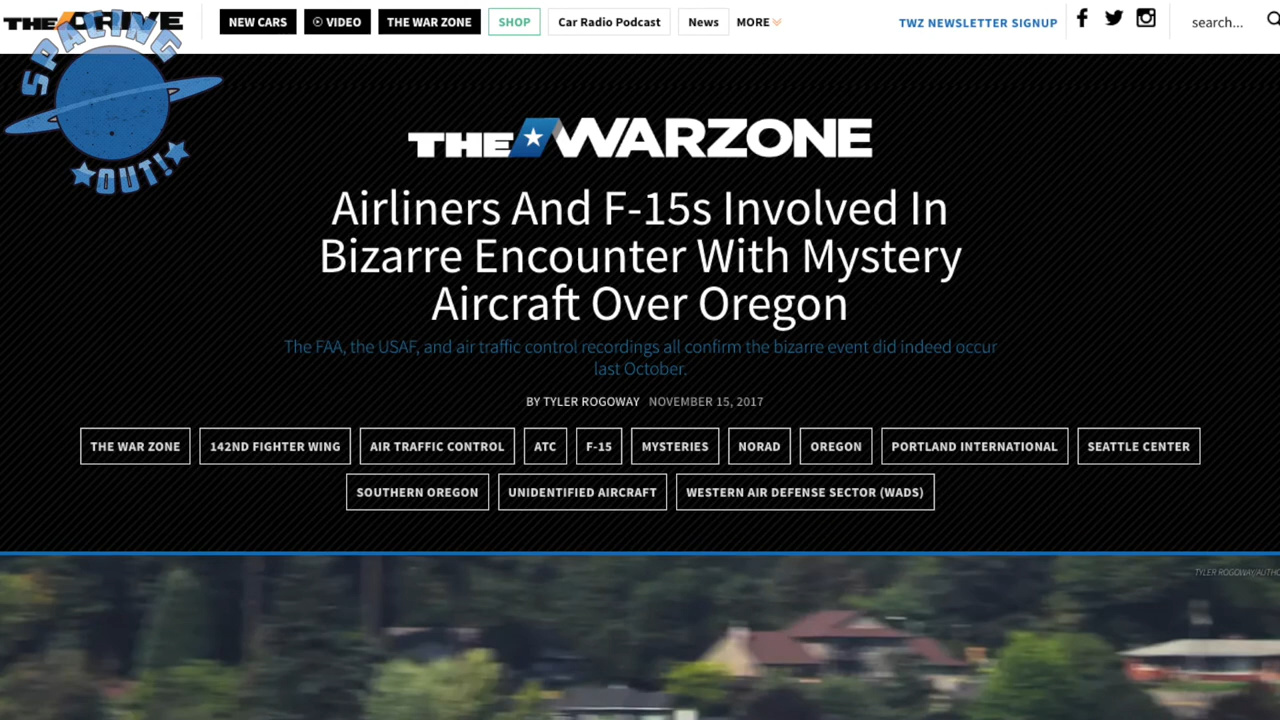 THE DRIVE
NEW CARS VIDEO THE WAR ZONE SHOP Car Radio Podcast News MORE TWZ NEWSLETTER SIGNUP search...
SPACING
OUT!
THE WARZONE
Airliners And F-15s Involved In
Bizarre Encounter With Mystery
Aircraft Over Oregon
The FAA, the USAF, and air traffic control recordings all confirm the bizarre event did indeed occur
last October.
BY TYLER ROGOWAY NOVEMBER 15, 2017
THE WAR ZONE 142ND FIGHTER WING AIR TRAFFIC CONTROL ATC F-15 MYSTERIES NORAD OREGON PORTLAND INTERNATIONAL SEATTLE CENTER
SOUTHERN OREGON UNIDENTIFIED AIRCRAFT WESTERN AIR DEFENSE SECTOR (WADS)
TYLER ROGOWAY/AUTHO